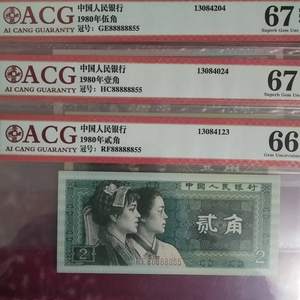 ACG
AI CANG GUARANTY
中国人民银行
1980年伍角
冠号: GE88888855
13084204
67
Superb Gem Unc
ACG
AI CANG GUARANTY
中国人民银行
1980年壹角
冠号: HC88888855
13084024
67
Superb Gem Unc
ACG
AI CANG GUARANTY
中国人民银行
1980年贰角
冠号: RF88888855
13084123
66
Gem Uncirculated
中国人民银行
贰角
RF88888855
2
2